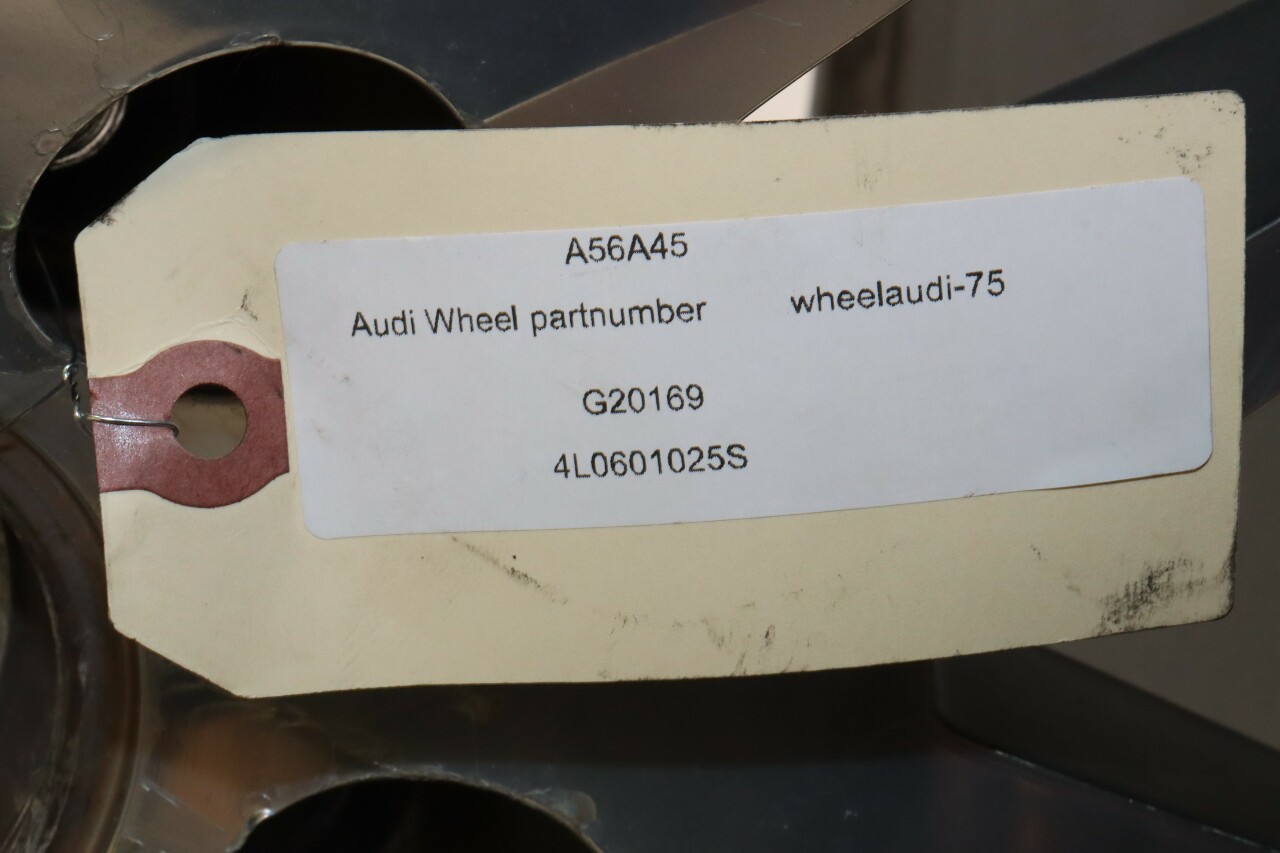 A56A45
Audi Wheel partnumber wheelaudi-75
G20169
4L0601025S